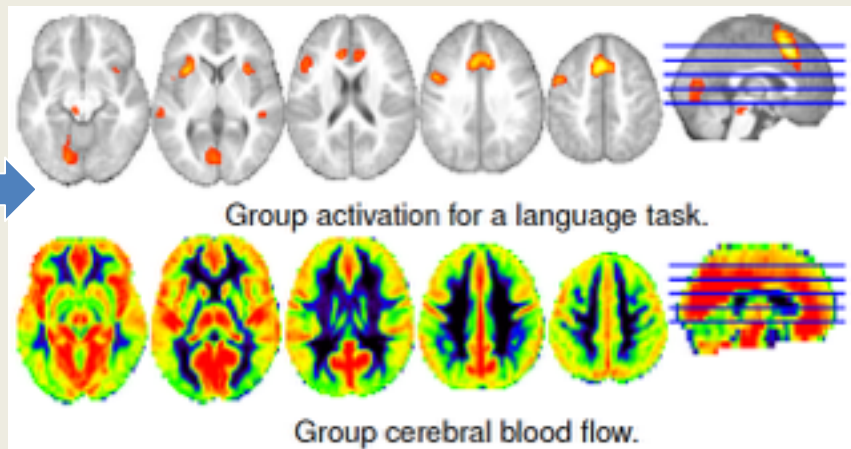 Group activation for a language task.
Group cerebral blood flow.